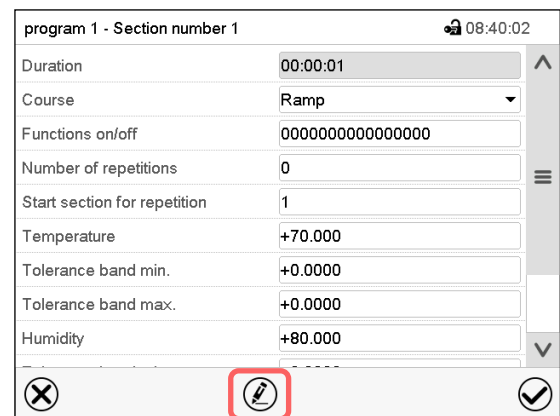 program 1 - Section number 1 08:40:02
Duration 00:00:01
Course Ramp
Functions on/off 0000000000000000
Number of repetitions 0
Start section for repetition 1
Temperature +70.000
Tolerance band min. +0.0000
Tolerance band max. +0.0000
Humidity +80.000